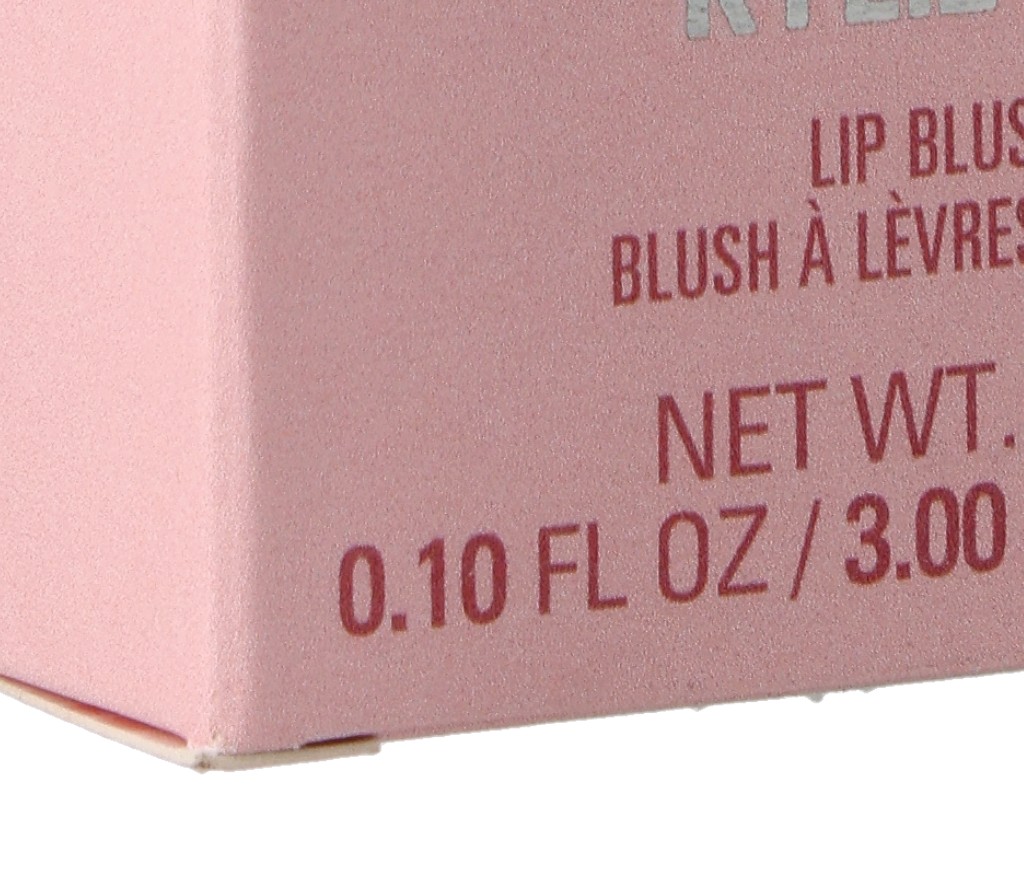 LIP BLUS
BLUSH À LÈVRES
NET WT.
0.10 FL OZ / 3.00